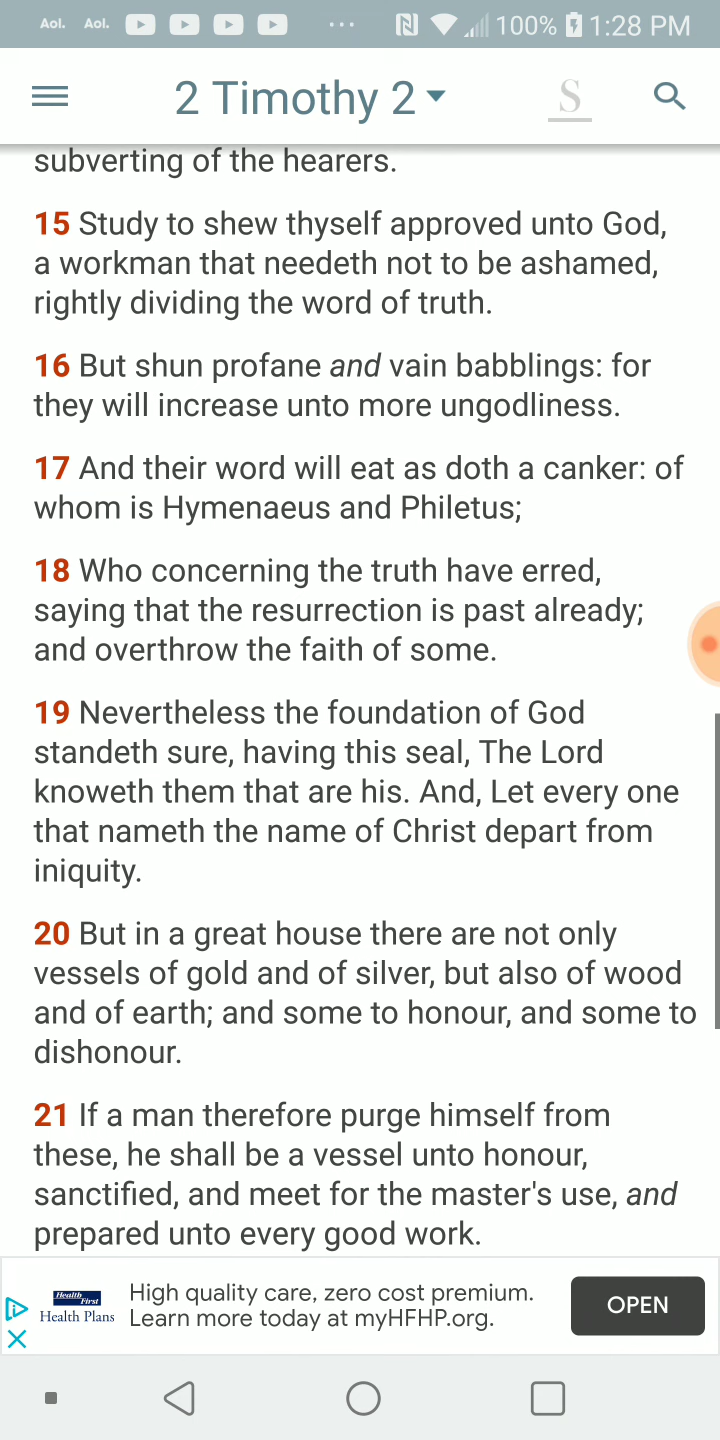 Aol. Aol. ... 100% 1:28 PM
2 Timothy 2 S
subverting of the hearers.
15 Study to shew thyself approved unto God,
a workman that needeth not to be ashamed,
rightly dividing the word of truth.
16 But shun profane and vain babblings: for
they will increase unto more ungodliness.
17 And their word will eat as doth a canker: of
whom is Hymenaeus and Philetus;
18 Who concerning the truth have erred,
saying that the resurrection is past already;
and overthrow the faith of some.
19 Nevertheless the foundation of God
standeth sure, having this seal, The Lord
knoweth them that are his. And, Let every one
that nameth the name of Christ depart from
iniquity.
20 But in a great house there are not only
vessels of gold and of silver, but also of wood
and of earth; and some to honour, and some to
dishonour.
21 If a man therefore purge himself from
these, he shall be a vessel unto honour,
sanctified, and meet for the master's use, and
prepared unto every good work.
Health First
Health Plans
High quality care, zero cost premium.
Learn more today at myHFHP.org.
OPEN